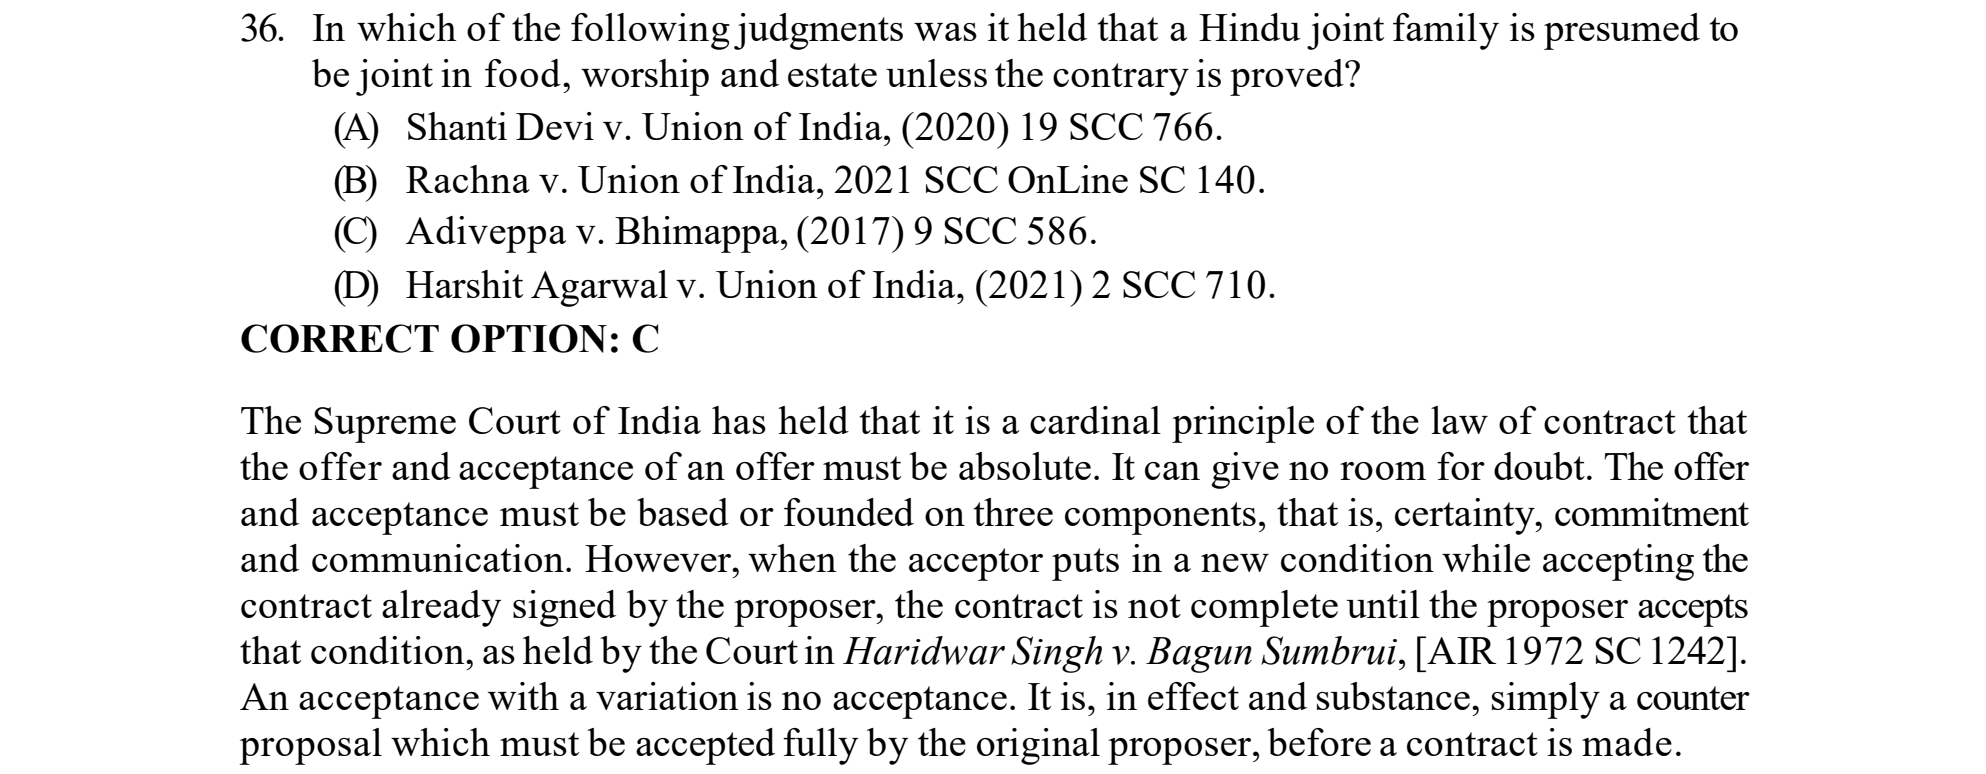 36. In which of the following judgments was it held that a Hindu joint family is presumed to
be joint in food, worship and estate unless the contrary is proved?
(A) Shanti Devi v. Union of India, (2020) 19 SCC 766.
(B) Rachna v. Union of India, 2021 SCC OnLine SC 140.
(C) Adiveppa v. Bhimappa, (2017) 9 SCC 586.
(D) Harshit Agarwal v. Union of India, (2021) 2 SCC 710.
CORRECT OPTION: C
The Supreme Court of India has held that it is a cardinal principle of the law of contract that
the offer and acceptance of an offer must be absolute. It can give no room for doubt. The offer
and acceptance must be based or founded on three components, that is, certainty, commitment
and communication. However, when the acceptor puts in a new condition while accepting the
contract already signed by the proposer, the contract is not complete until the proposer accepts
that condition, as held by the Court in Haridwar Singh v. Bagun Sumbrui, [AIR 1972 SC 1242].
An acceptance with a variation is no acceptance. It is, in effect and substance, simply a counter
proposal which must be accepted fully by the original proposer, before a contract is made.